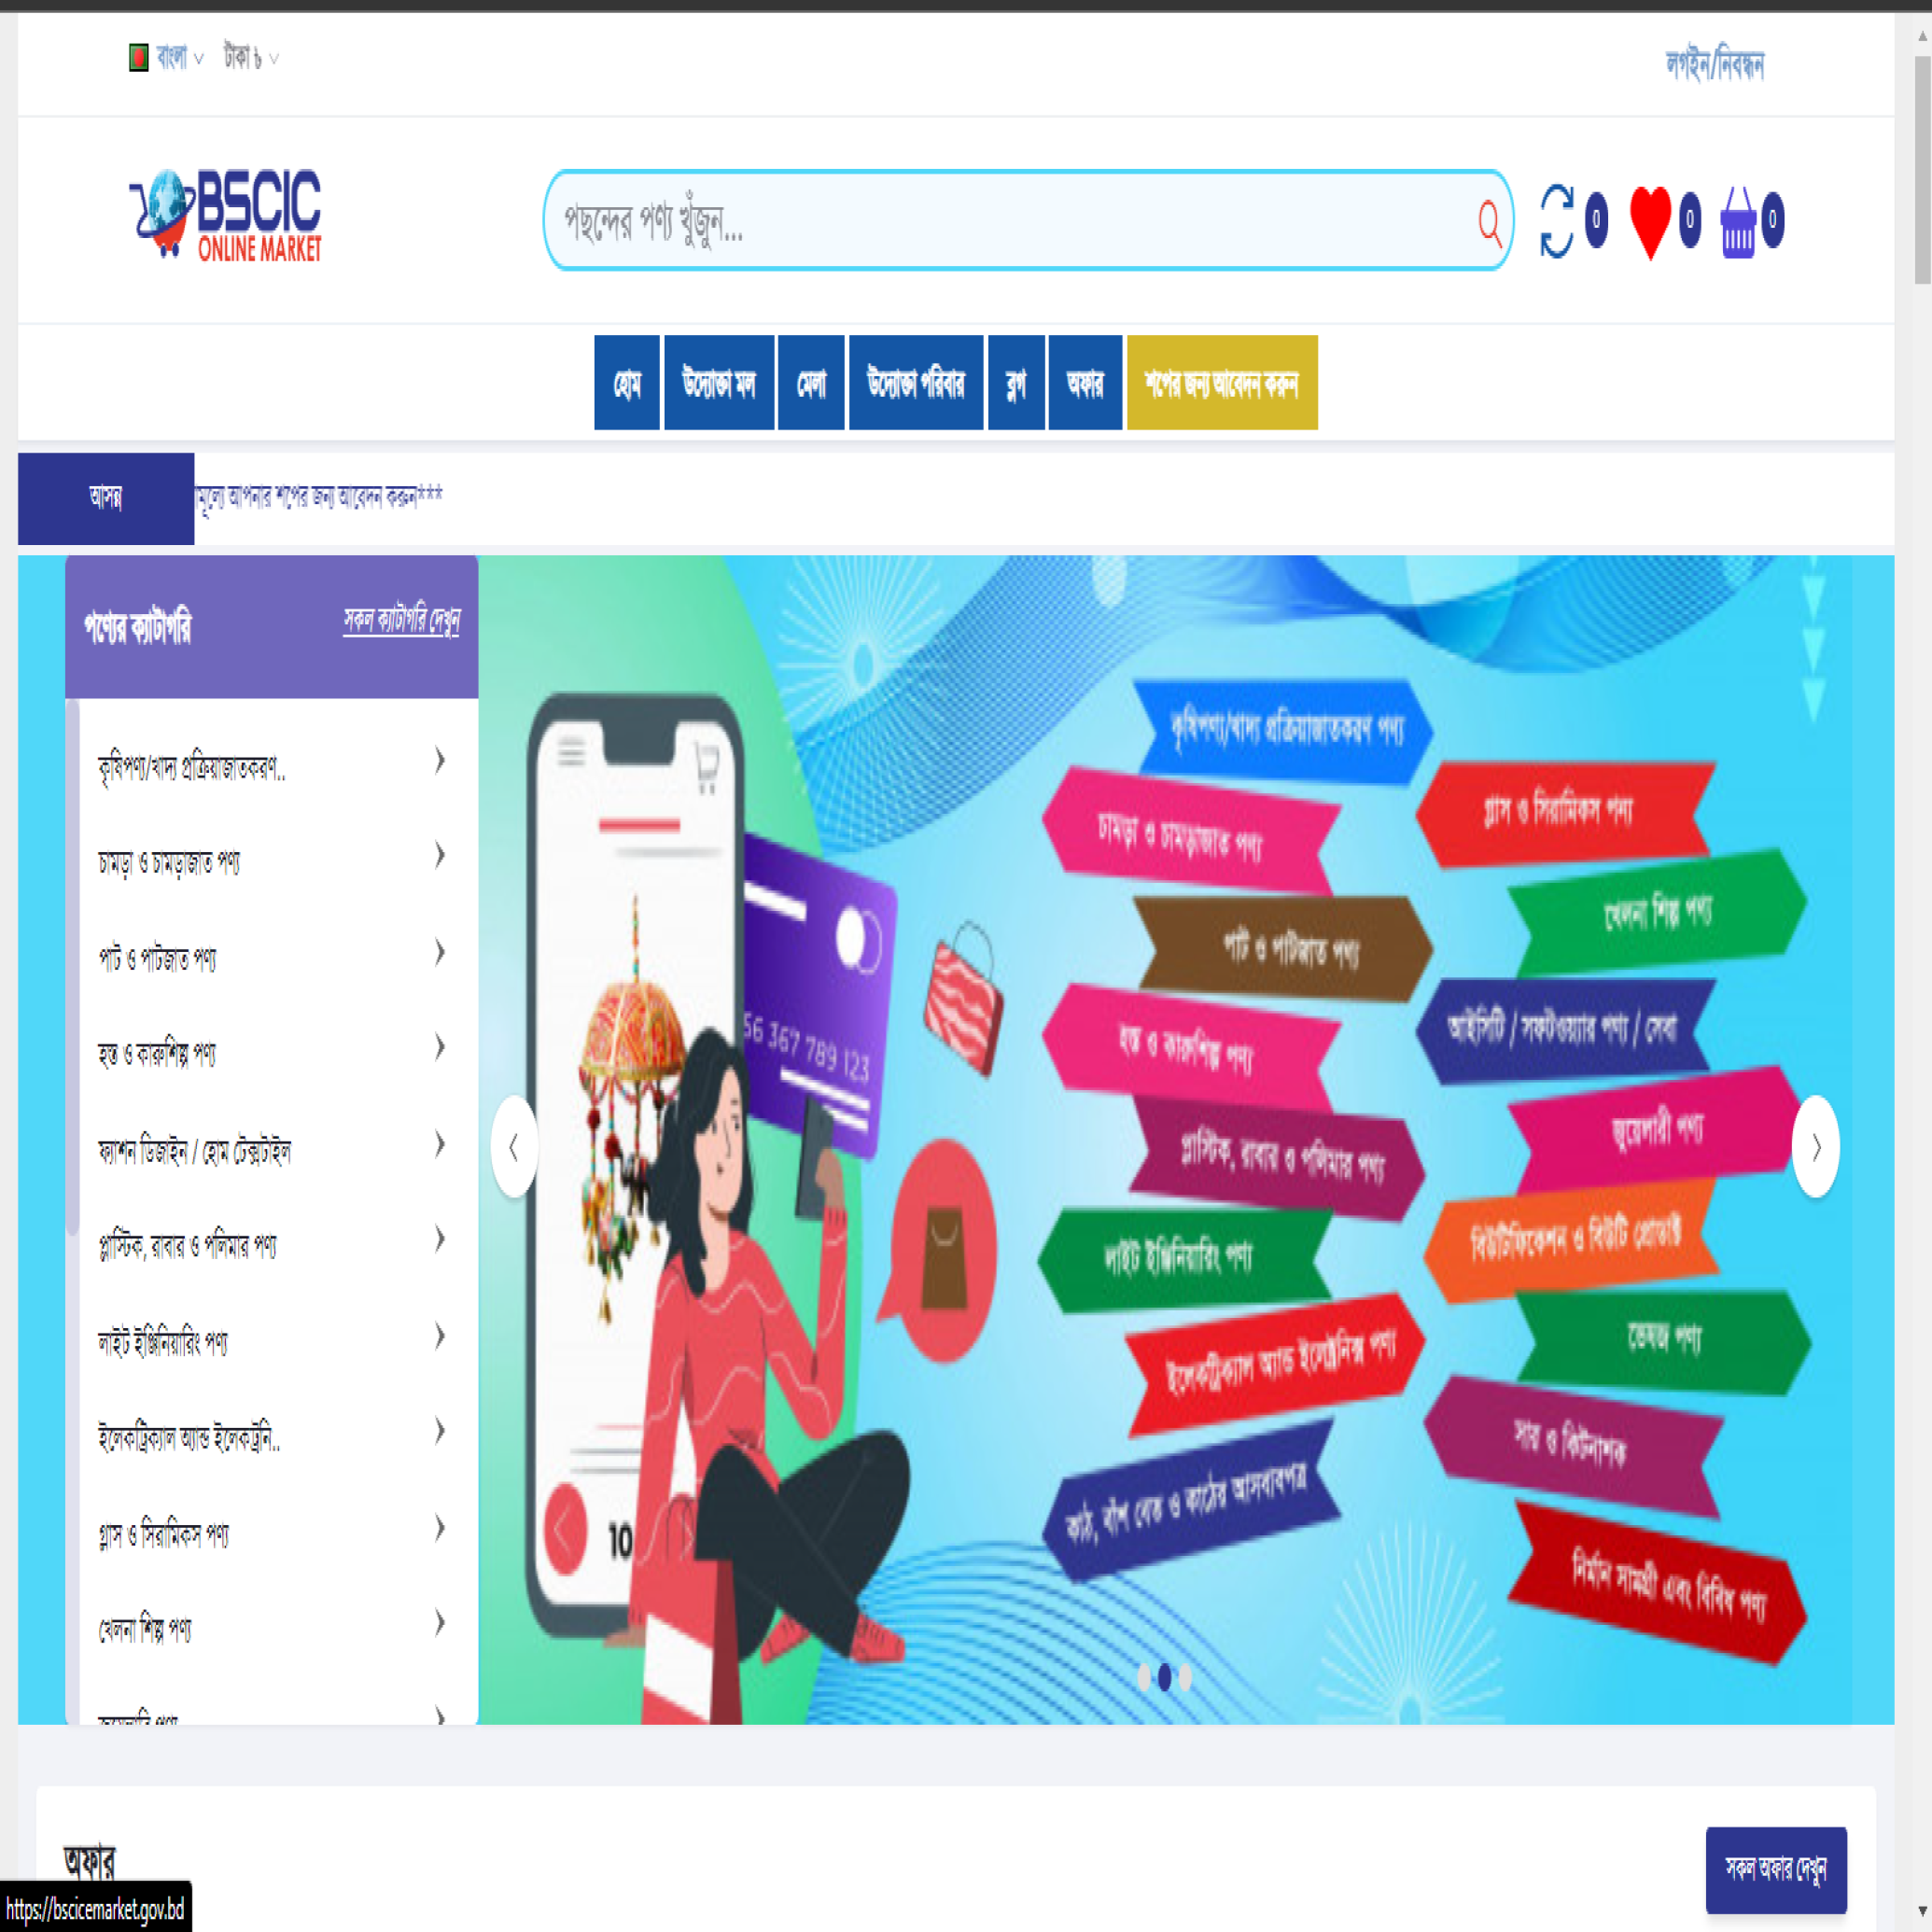 বাংলা টাকা ৳
লগইন/নিবন্ধন
BSCIC
ONLINE MARKET
পছন্দের পণ্য খুঁজুন...
0 0 0
হোম উদ্যোক্তা মল মেলা উদ্যোক্তা পরিবার ব্লগ অফার শপের জন্য আবেদন করুন
আসন্ন মূল্যে আপনার শপের জন্য আবেদন করুন***
পণ্যের ক্যাটাগরি সকল ক্যাটাগরি দেখুন
কৃষিপণ্য/খাদ্য প্রক্রিয়াজাতকরণ..
চামড়া ও চামড়াজাত পণ্য
পাট ও পাটজাত পণ্য
হস্ত ও কারুশিল্প পণ্য
ফ্যাশন ডিজাইন / হোম টেক্সটাইল
প্লাস্টিক, রাবার ও পলিমার পণ্য
লাইট ইঞ্জিনিয়ারিং পণ্য
ইলেকট্রিক্যাল অ্যান্ড ইলেকট্রনি..
গ্লাস ও সিরামিকস পণ্য
খেলনা শিল্প পণ্য
56 367 789 123
10
কৃষিপণ্য/খাদ্য প্রক্রিয়াজাতকরণ পণ্য
চামড়া ও চামড়াজাত পণ্য
পাট ও পাটজাত পণ্য
হস্ত ও কারুশিল্প পণ্য
প্লাস্টিক, রাবার ও পলিমার পণ্য
লাইট ইঞ্জিনিয়ারিং পণ্য
ইলেকট্রিক্যাল অ্যান্ড ইলেক্ট্রনিক্স পণ্য
কাঠ, বাঁশ বেত ও কাঠের আসবাবপত্র
গ্লাস ও সিরামিকস পন্য
খেলনা শিল্প পণ্য
আইসিটি / সফটওয়্যার পণ্য / সেবা
জুয়েলারী পণ্য
বিউটিফিকেশন ও বিউটি প্রোডাক্ট
ভেষজ পণ্য
সার ও কিটনাশক
নির্মান সামগ্রী এবং বিবিধ পণ্য
অফার
সকল অফার দেখুন
https://bscicemarket.gov.bd